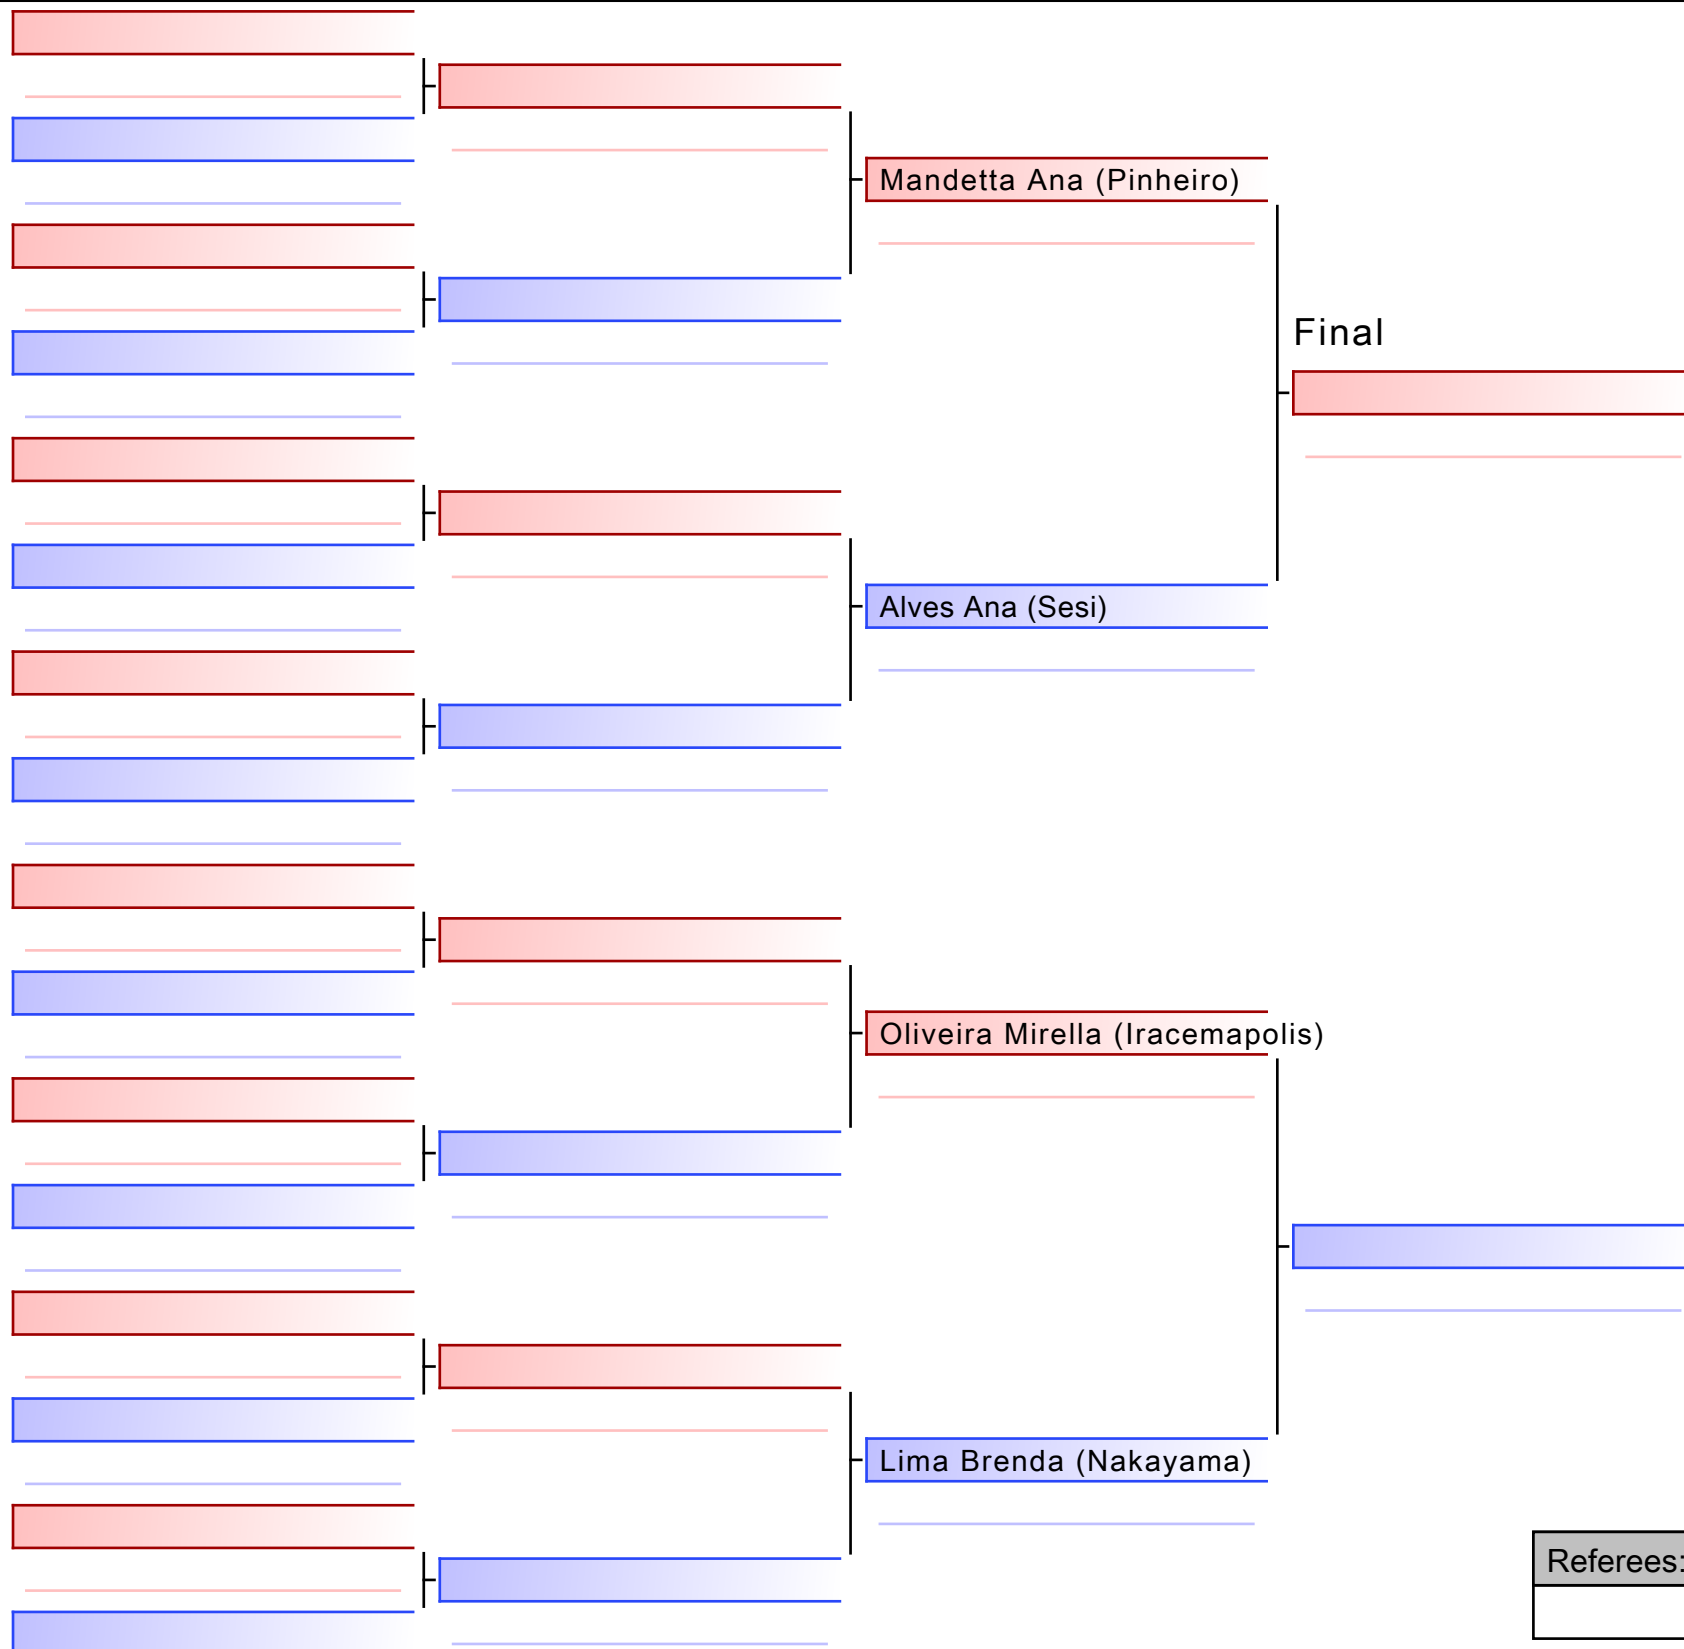 Mandetta Ana (Pinheiro)
Final
Alves Ana (Sesi)
Oliveira Mirella (Iracemapolis)
Lima Brenda (Nakayama)
Referees: